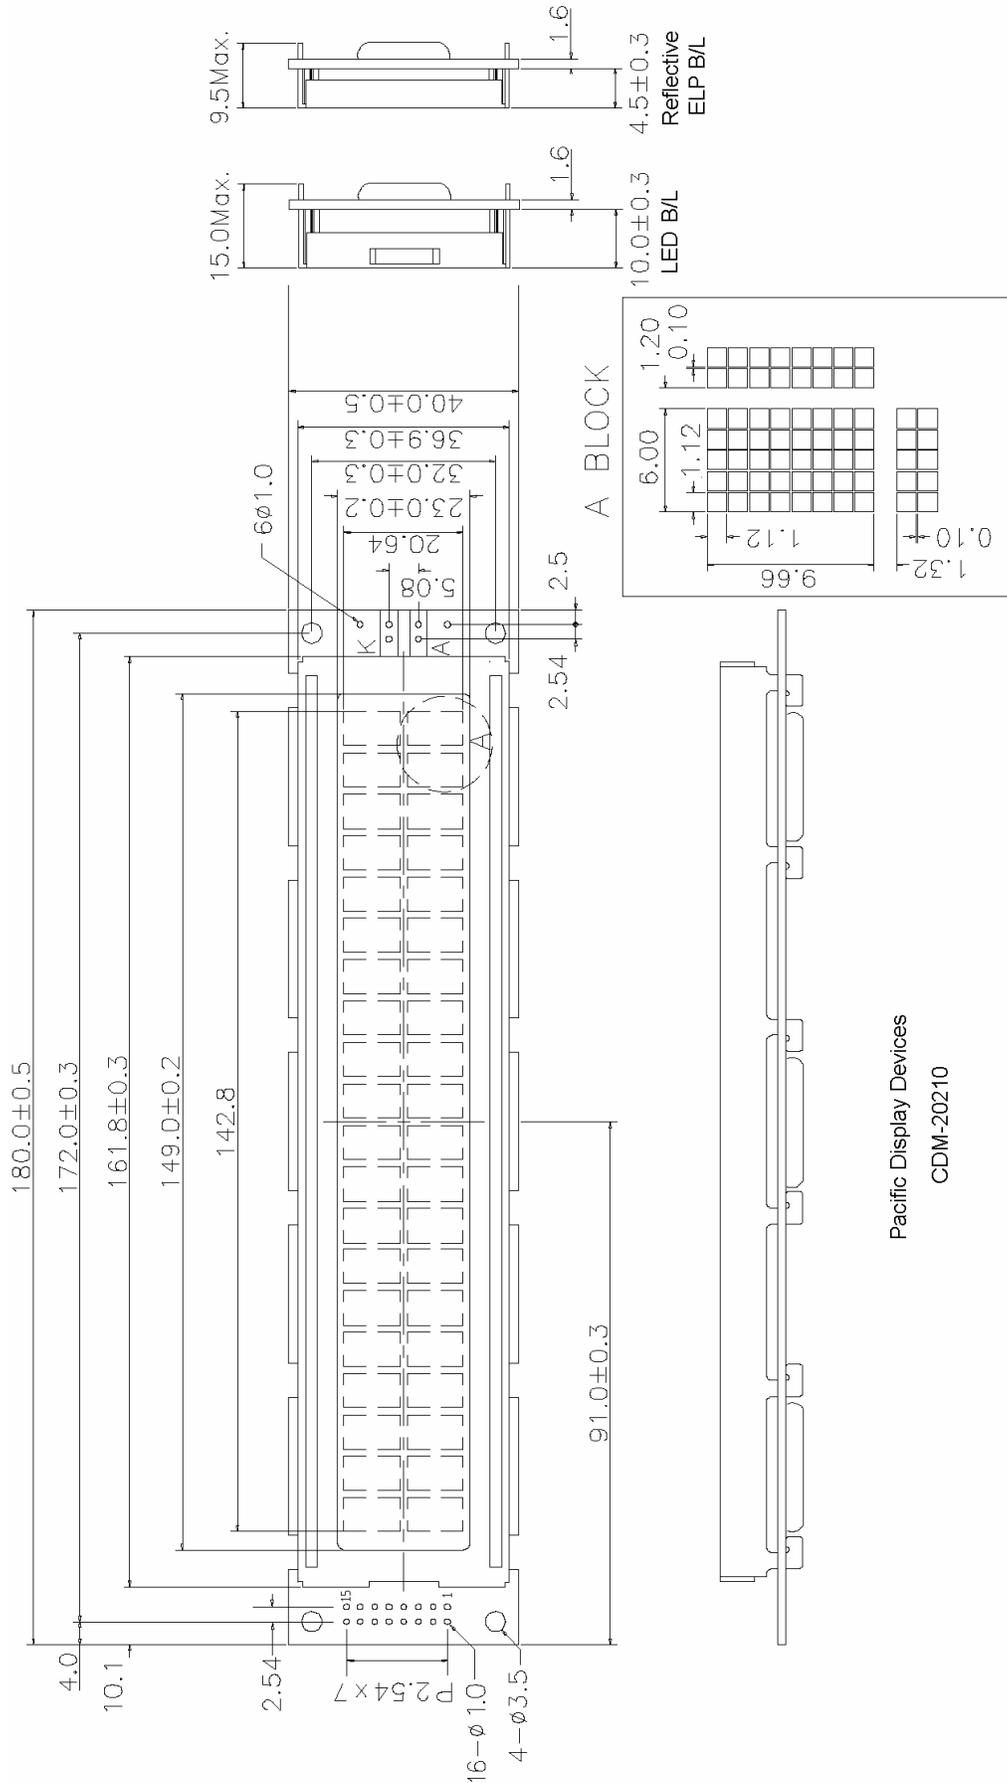 180.0±0.5
172.0±0.3
161.8±0.3
149.0±0.2
142.8
4.0
10.1
2.54
P2.54×7
16-ø1.0
4-ø3.5
15
1
91.0±0.3
K
A
A
6ø1.0
40.0±0.5
36.9±0.3
32.0±0.3
23.0±0.2
20.64
5.08
2.54
2.5
15.0Max.
1.6
10.0±0.3
LED B/L
9.5Max.
1.6
4.5±0.3
Reflective
ELP B/L
A BLOCK
6.00
1.12
1.20
0.10
1.12
9.66
1.32
0.10
Pacific Display Devices
CDM-20210